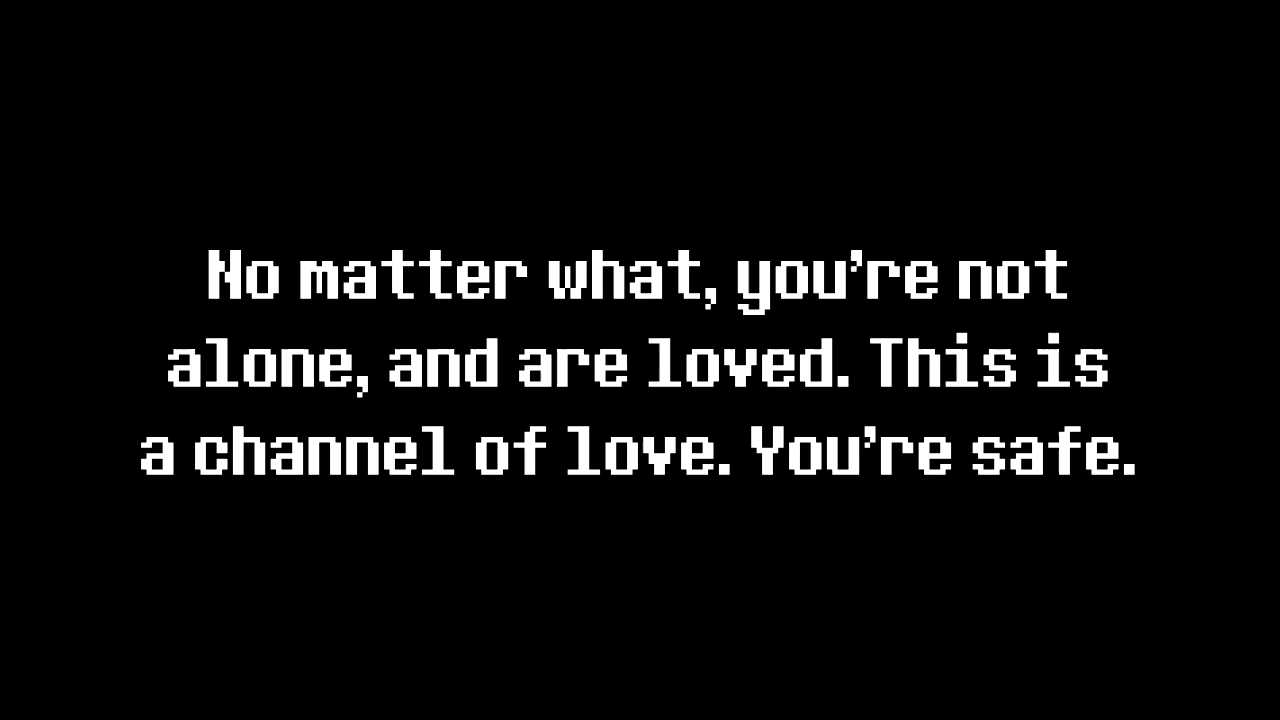 No matter what, you're not
alone, and are loved. This is
a channel of love. You're safe.